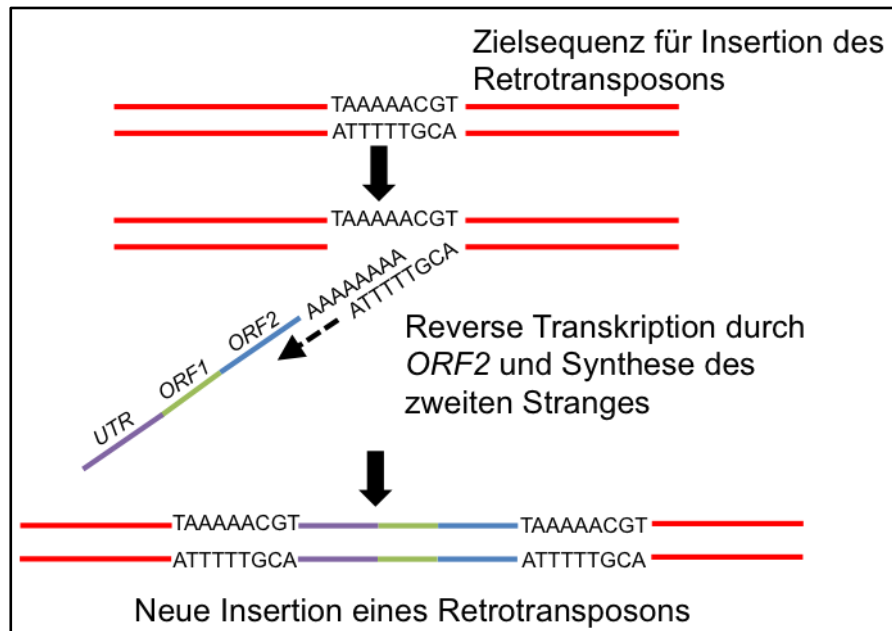 Zielsequenz für Insertion des
Retrotransposons
TAAAAACGT
ATTTTTGCA
TAAAAACGT
AAAAAAAA
ATTTTTGCA
UTR ORF1 ORF2
Reverse Transkription durch
ORF2 und Synthese des
zweiten Stranges
TAAAAACGT TAAAAACGT
ATTTTTGCA ATTTTTGCA
Neue Insertion eines Retrotransposons